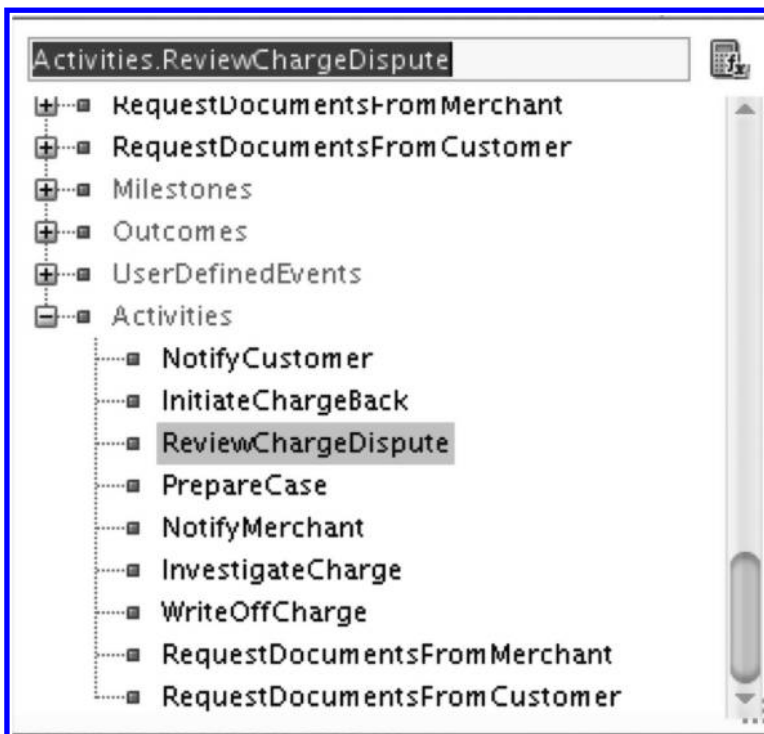 Activities.ReviewChargeDispute
RequestDocumentsFromMerchant
RequestDocumentsFromCustomer
Milestones
Outcomes
UserDefinedEvents
Activities
NotifyCustomer
InitiateChargeBack
ReviewChargeDispute
PrepareCase
NotifyMerchant
InvestigateCharge
WriteOffCharge
RequestDocumentsFromMerchant
RequestDocumentsFromCustomer